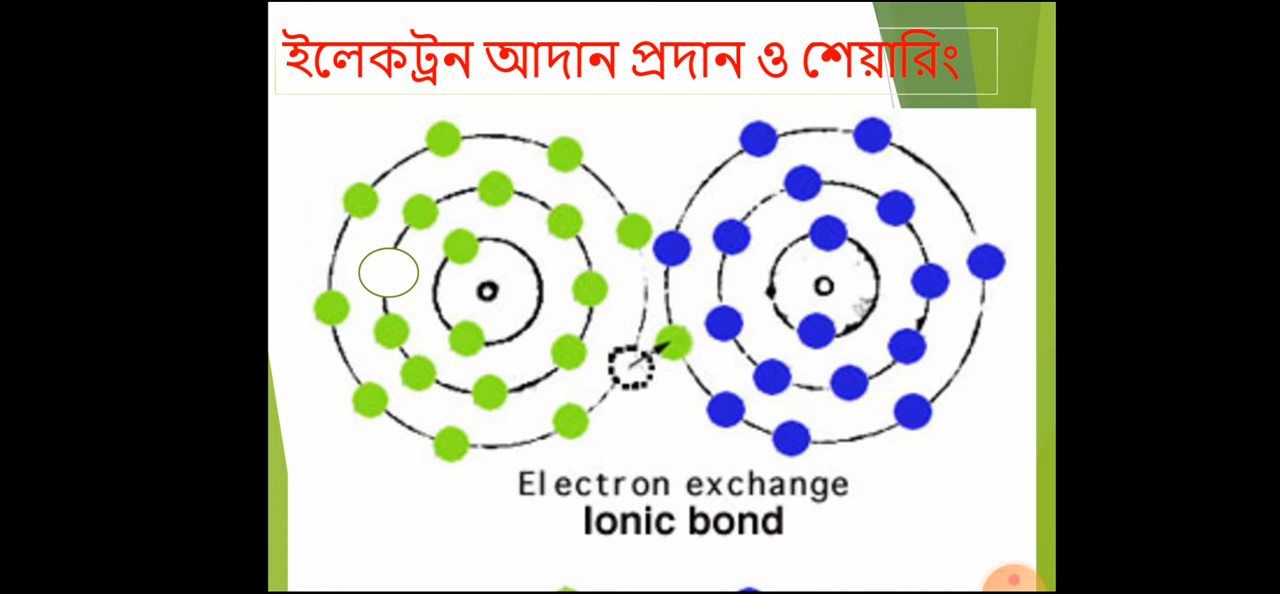 ইলেকট্রন আদান প্রদান ও শেয়ারিং
Electron exchange
Ionic bond